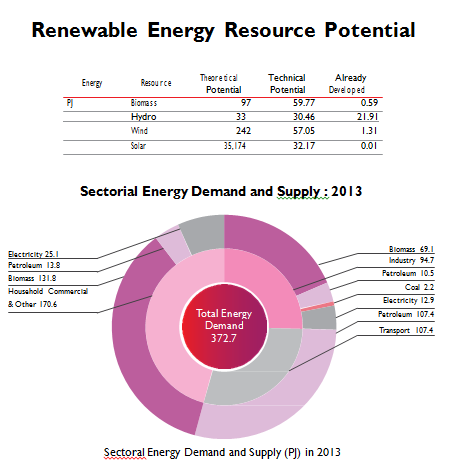 Renewable Energy Resource Potential
Energy Resource Theoretical Potential Technical Potential Already Developed
PJ Biomass 97 59.77 0.59
Hydro 33 30.46 21.91
Wind 242 57.05 1.31
Solar 35,174 32.17 0.01
Sectorial Energy Demand and Supply : 2013
Electricity 25.1
Petroleum 13.8
Biomass 131.8
Household Commercial
& Other 170.6
Total Energy
Demand
372.7
Biomass 69.1
Industry 94.7
Petroleum 10.5
Coal 2.2
Electricity 12.9
Petroleum 107.4
Transport 107.4
Sectoral Energy Demand and Supply (PJ) in 2013